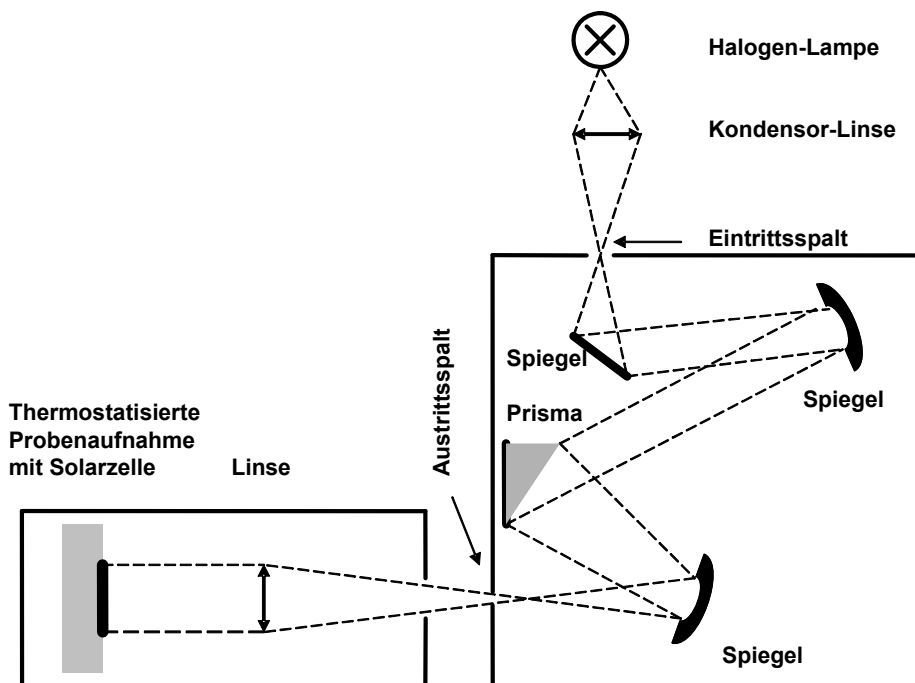 Halogen-Lampe
Kondensor-Linse
Eintrittsspalt
Spiegel
Spiegel
Austrittsspalt
Prisma
Thermostatisierte
Probenaufnahme
mit Solarzelle
Linse
Spiegel